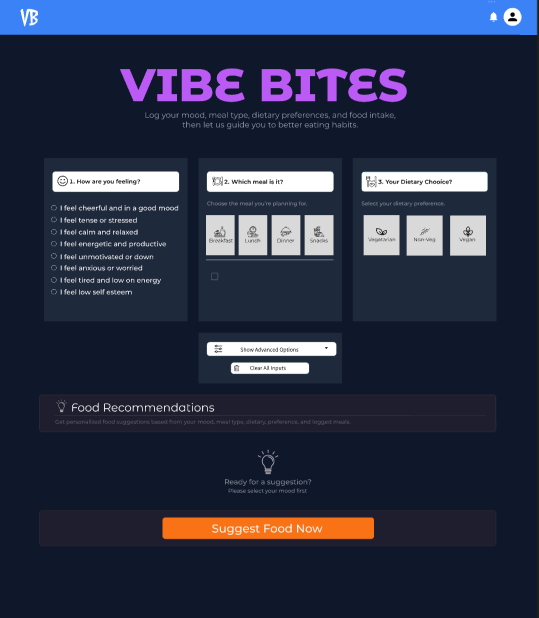 VB
VIBE BITES
Log your mood, meal type, dietary preferences, and food intake,
then let us guide you to better eating habits.
1. How are you feeling?
I feel cheerful and in a good mood
I feel tense or stressed
I feel calm and relaxed
I feel energetic and productive
I feel unmotivated or down
I feel anxious or worried
I feel tired and low on energy
I feel low self esteem
2. Which meal is it?
Choose the meal you're planning for.
Breakfast
Lunch
Dinner
Snacks
3. Your Dietary Chooice?
Select your dietary preference.
Vegatarian
Non-Veg
Vegan
Show Advanced Options
Clear All Inputs
Food Recommendations
Get personalized food suggestions based from your mood, meal type, dietary, preference, and logged meals.
Ready for a suggestion?
Please select your mood first
Suggest Food Now